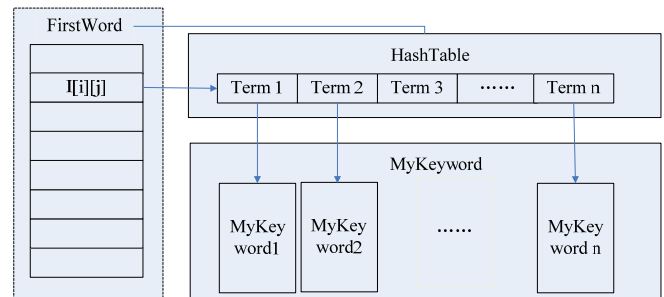 FirstWord
HashTable
I[i][j]
Term 1
Term 2
Term 3
……
Term n
MyKeyword
MyKey
word1
MyKey
word2
……
MyKey
word n